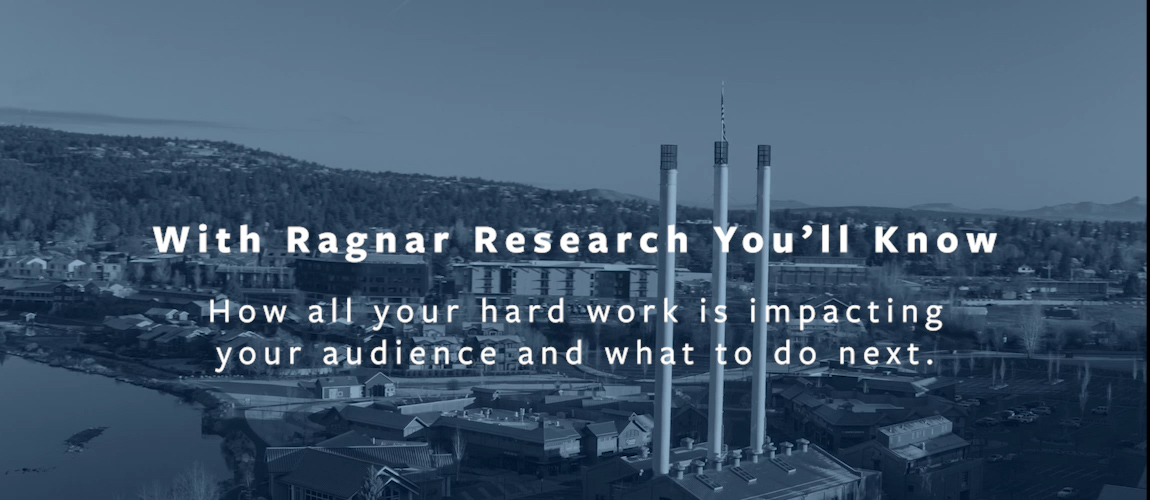 With Ragnar Research You’ll Know
How all your hard work is impacting
your audience and what to do next.